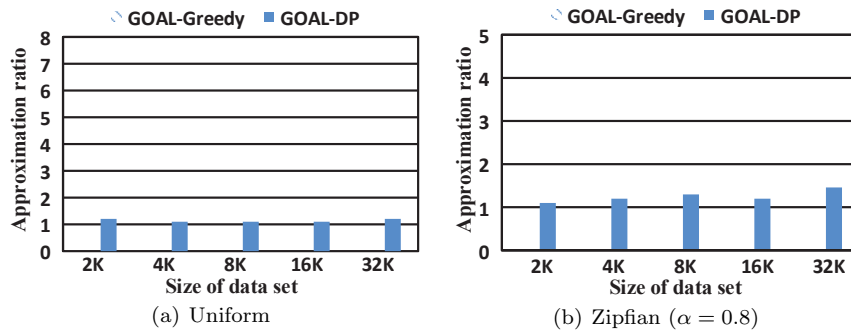 GOAL-Greedy GOAL-DP
8
7
6
5
4
3
2
1
0
Approximation ratio
2K 4K 8K 16K 32K
Size of data set
(a) Uniform
GOAL-Greedy GOAL-DP
5
4
3
2
1
0
Approximation ratio
2K 4K 8K 16K 32K
Size of data set
(b) Zipfian (α = 0.8)